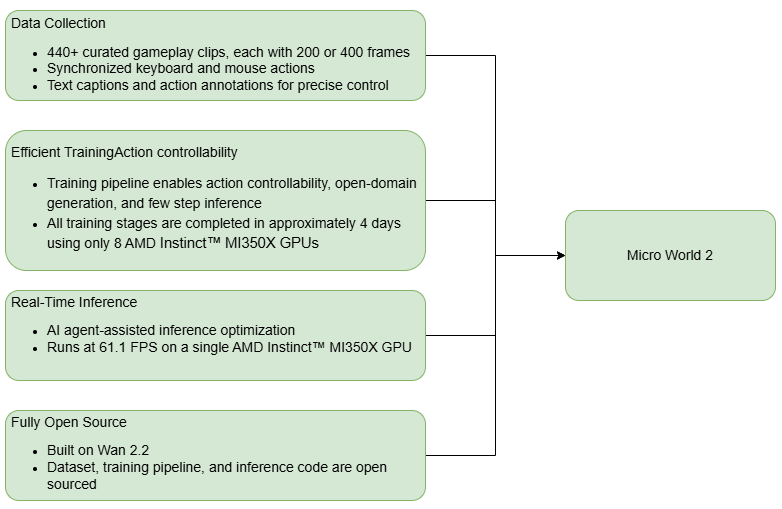 Data Collection
• 440+ curated gameplay clips, each with 200 or 400 frames
• Synchronized keyboard and mouse actions
• Text captions and action annotations for precise control
Efficient TrainingAction controllability
• Training pipeline enables action controllability, open-domain
generation, and few step inference
• All training stages are completed in approximately 4 days
using only 8 AMD Instinct™ MI350X GPUs
Real-Time Inference
• AI agent-assisted inference optimization
• Runs at 61.1 FPS on a single AMD Instinct™ MI350X GPU
Fully Open Source
• Built on Wan 2.2
• Dataset, training pipeline, and inference code are open
sourced
Micro World 2